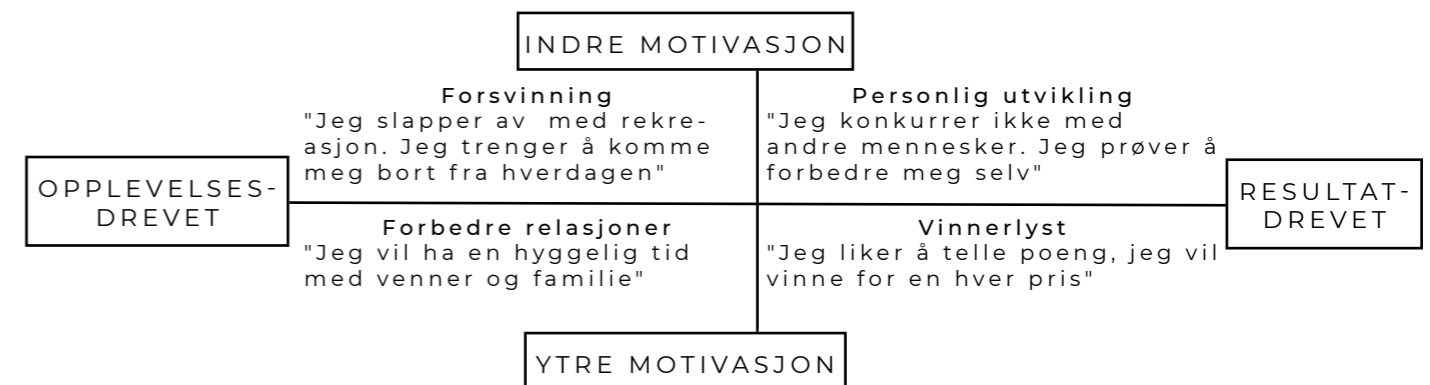 INDRE MOTIVASJON
Forsvinning
"Jeg slapper av med rekre-
asjon. Jeg trenger å komme
meg bort fra hverdagen"
Personlig utvikling
"Jeg konkurrer ikke med
andre mennesker. Jeg prøver å
forbedre meg selv"
OPPLEVELSES-
DREVET
RESULTAT-
DREVET
Forbedre relasjoner
"Jeg vil ha en hyggelig tid
med venner og familie"
Vinnerlyst
"Jeg liker å telle poeng, jeg vil
vinne for en hver pris"
YTRE MOTIVASJON